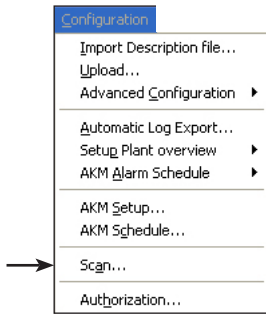 Configuration
Import Description file...
Upload...
Advanced Configuration
Automatic Log Export...
Setup Plant overview
AKM Alarm Schedule
AKM Setup...
AKM Schedule...
Scan...
Authorization...